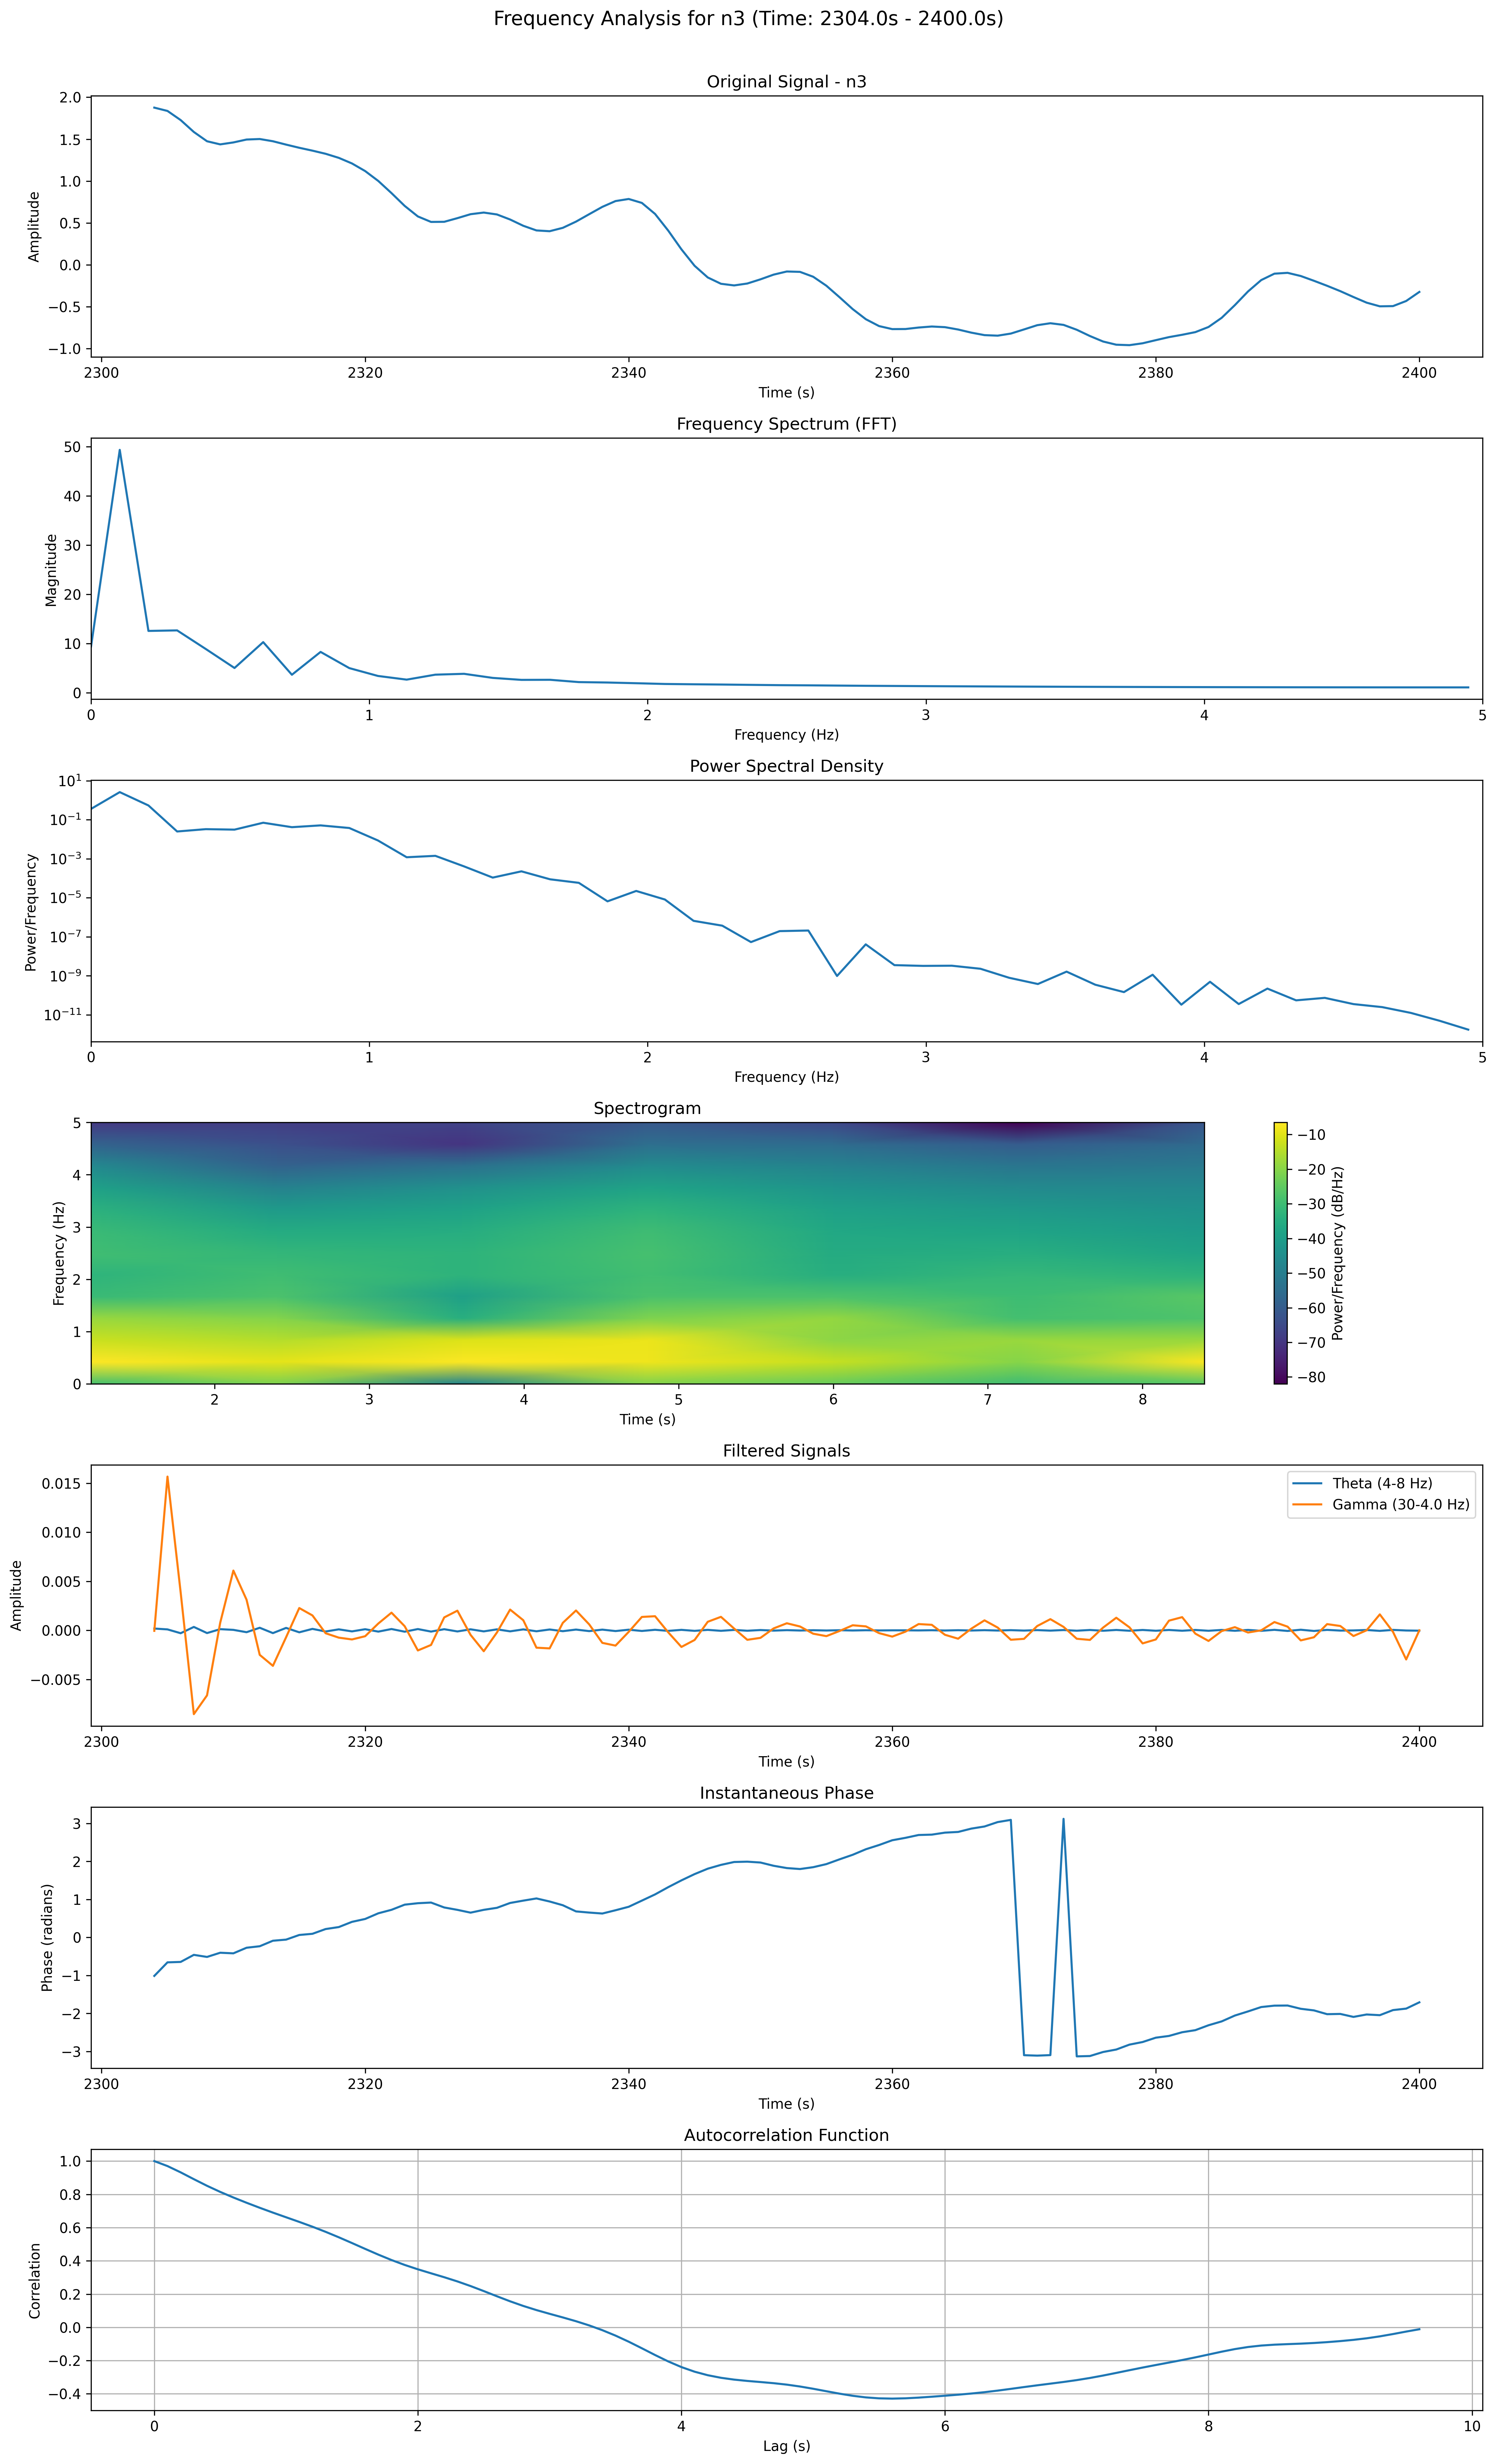 Frequency Analysis for n3 (Time: 2304.0s - 2400.0s)
Original Signal - n3
Amplitude
2.0
1.5
1.0
0.5
0.0
−0.5
−1.0
2300 2320 2340 2360 2380 2400
Time (s)
Frequency Spectrum (FFT)
Magnitude
50
40
30
20
10
0
0 1 2 3 4 5
Frequency (Hz)
Power Spectral Density
Power/Frequency
10¹
10⁻¹
10⁻³
10⁻⁵
10⁻⁷
10⁻⁹
10⁻¹¹
0 1 2 3 4 5
Frequency (Hz)
Spectrogram
Frequency (Hz)
5
4
3
2
1
0
2 3 4 5 6 7 8
Time (s)
−10
−20
−30
−40
−50
−60
−70
−80
Power/Frequency (dB/Hz)
Filtered Signals
Amplitude
0.015
0.010
0.005
0.000
−0.005
Theta (4-8 Hz)
Gamma (30-4.0 Hz)
2300 2320 2340 2360 2380 2400
Time (s)
Instantaneous Phase
Phase (radians)
3
2
1
0
−1
−2
−3
2300 2320 2340 2360 2380 2400
Time (s)
Autocorrelation Function
Correlation
1.0
0.8
0.6
0.4
0.2
0.0
−0.2
−0.4
0 2 4 6 8 10
Lag (s)